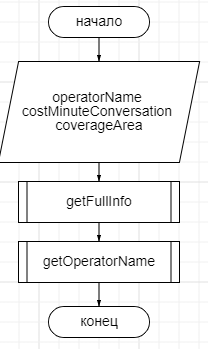 начало
operatorName
costMinuteConversation
coverageArea
getFullInfo
getOperatorName
конец